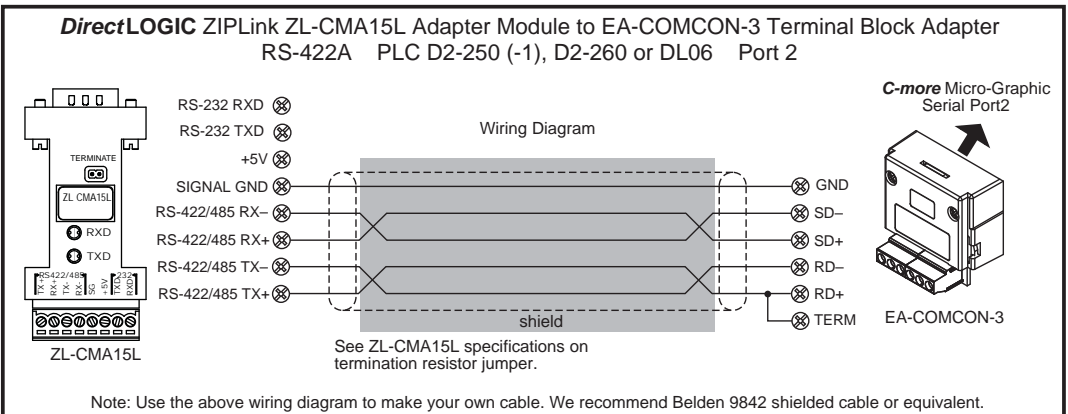 DirectLOGIC ZIPLink ZL-CMA15L Adapter Module to EA-COMCON-3 Terminal Block Adapter
RS-422A PLC D2-250 (-1), D2-260 or DL06 Port 2
C-more Micro-Graphic
Serial Port2
RS-232 RXD
RS-232 TXD
+5V
SIGNAL GND
RS-422/485 RX–
RS-422/485 RX+
RS-422/485 TX–
RS-422/485 TX+
Wiring Diagram
shield
See ZL-CMA15L specifications on
termination resistor jumper.
GND
SD–
SD+
RD–
RD+
TERM
TERMINATE
ZL CMA15L
RXD
TXD
RS422/485
232
TX+
RX+
TX-
RX-
SG
+5V
TXD
RXD
ZL-CMA15L
EA-COMCON-3
Note: Use the above wiring diagram to make your own cable. We recommend Belden 9842 shielded cable or equivalent.